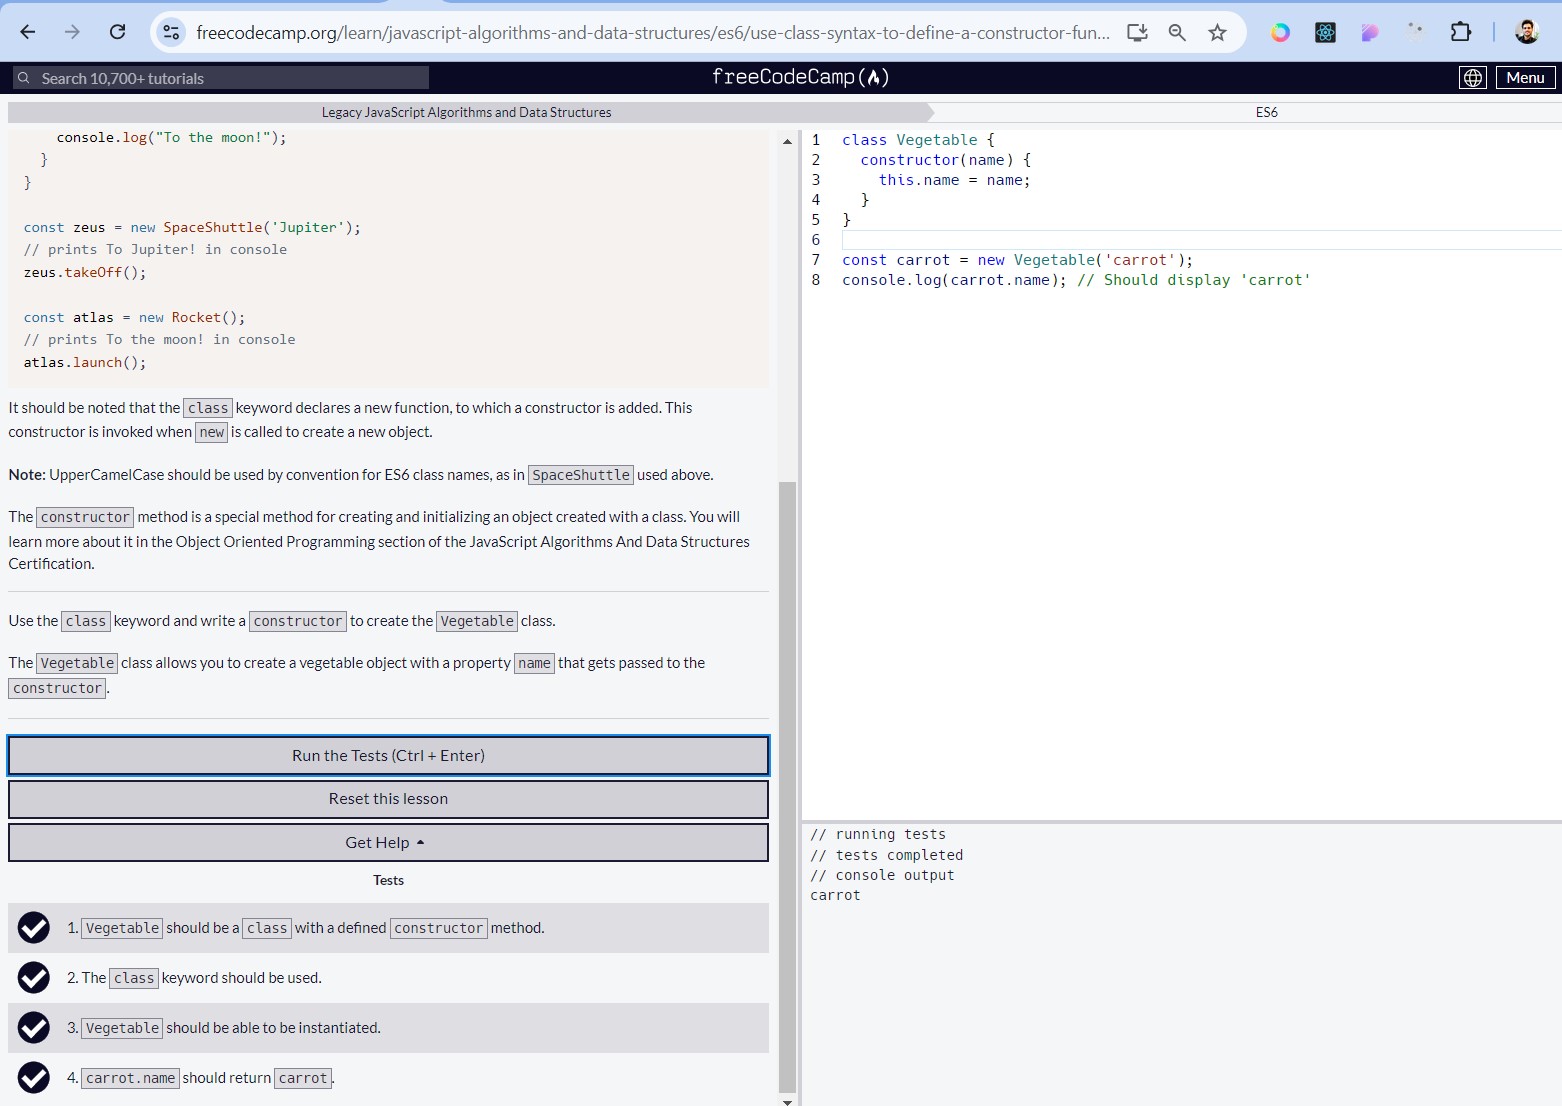 freecodecamp.org/learn/javascript-algorithms-and-data-structures/es6/use-class-syntax-to-define-a-constructor-fun...
Search 10,700+ tutorials
freeCodeCamp
Menu
Legacy JavaScript Algorithms and Data Structures
ES6
console.log("To the moon!");
}
}
const zeus = new SpaceShuttle('Jupiter');
// prints To Jupiter! in console
zeus.takeOff();
const atlas = new Rocket();
// prints To the moon! in console
atlas.launch();
It should be noted that the class keyword declares a new function, to which a constructor is added. This
constructor is invoked when new is called to create a new object.
Note: UpperCamelCase should be used by convention for ES6 class names, as in SpaceShuttle used above.
The constructor method is a special method for creating and initializing an object created with a class. You will
learn more about it in the Object Oriented Programming section of the JavaScript Algorithms And Data Structures
Certification.
Use the class keyword and write a constructor to create the Vegetable class.
The Vegetable class allows you to create a vegetable object with a property name that gets passed to the
constructor.
Run the Tests (Ctrl + Enter)
Reset this lesson
Get Help
Tests
1. Vegetable should be a class with a defined constructor method.
2. The class keyword should be used.
3. Vegetable should be able to be instantiated.
4. carrot.name should return carrot.
1 class Vegetable {
2 constructor(name) {
3 this.name = name;
4 }
5 }
6
7 const carrot = new Vegetable('carrot');
8 console.log(carrot.name); // Should display 'carrot'
// running tests
// tests completed
// console output
carrot